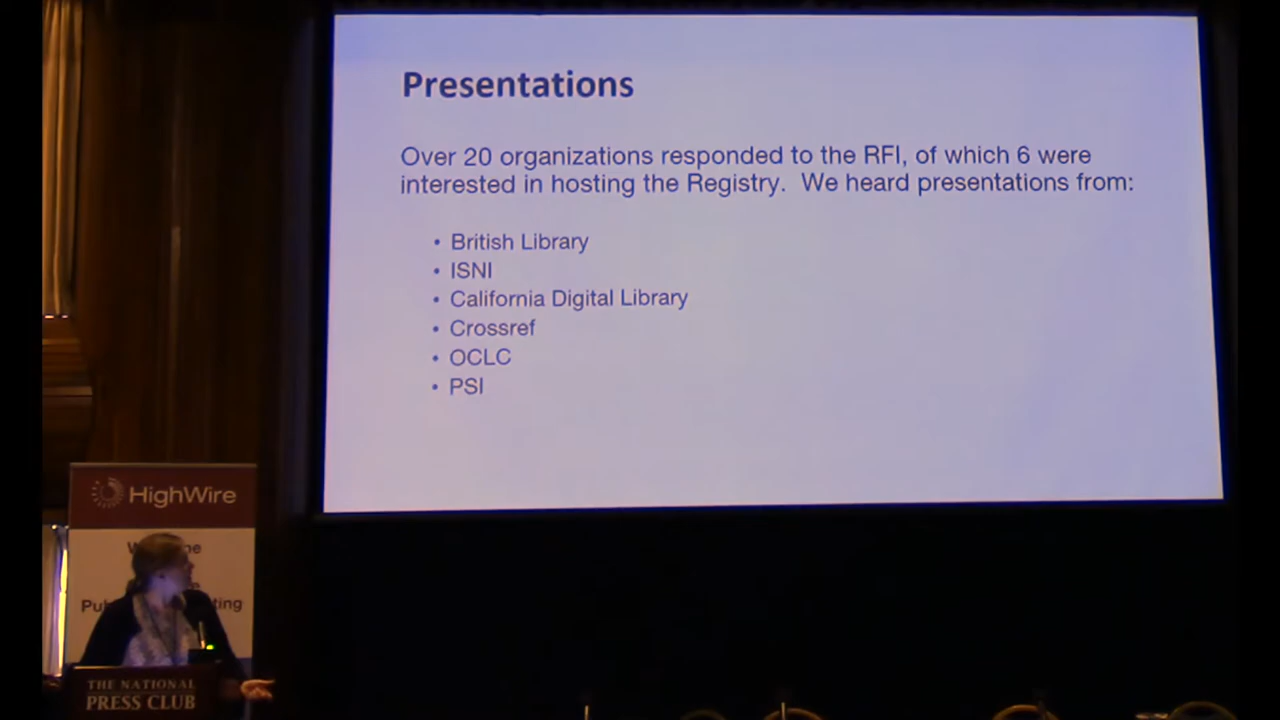 Presentations
Over 20 organizations responded to the RFI, of which 6 were
interested in hosting the Registry. We heard presentations from:
• British Library
• ISNI
• California Digital Library
• Crossref
• OCLC
• PSI
HighWire
THE NATIONAL
PRESS CLUB